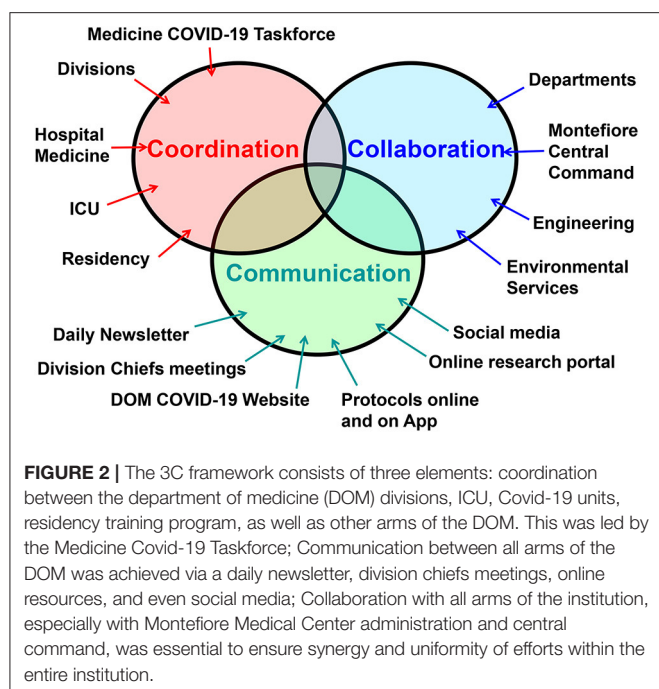 Medicine COVID-19 Taskforce
Divisions
Departments
Hospital
Medicine
Coordination
Collaboration
Montefiore
Central
Command
ICU
Engineering
Residency
Environmental
Services
Communication
Daily Newsletter
Social media
Division Chiefs meetings
Online research portal
DOM COVID-19 Website
Protocols online
and on App
FIGURE 2 | The 3C framework consists of three elements: coordination
between the department of medicine (DOM) divisions, ICU, Covid-19 units,
residency training program, as well as other arms of the DOM. This was led by
the Medicine Covid-19 Taskforce; Communication between all arms of the
DOM was achieved via a daily newsletter, division chiefs meetings, online
resources, and even social media; Collaboration with all arms of the institution,
especially with Montefiore Medical Center administration and central
command, was essential to ensure synergy and uniformity of efforts within the
entire institution.